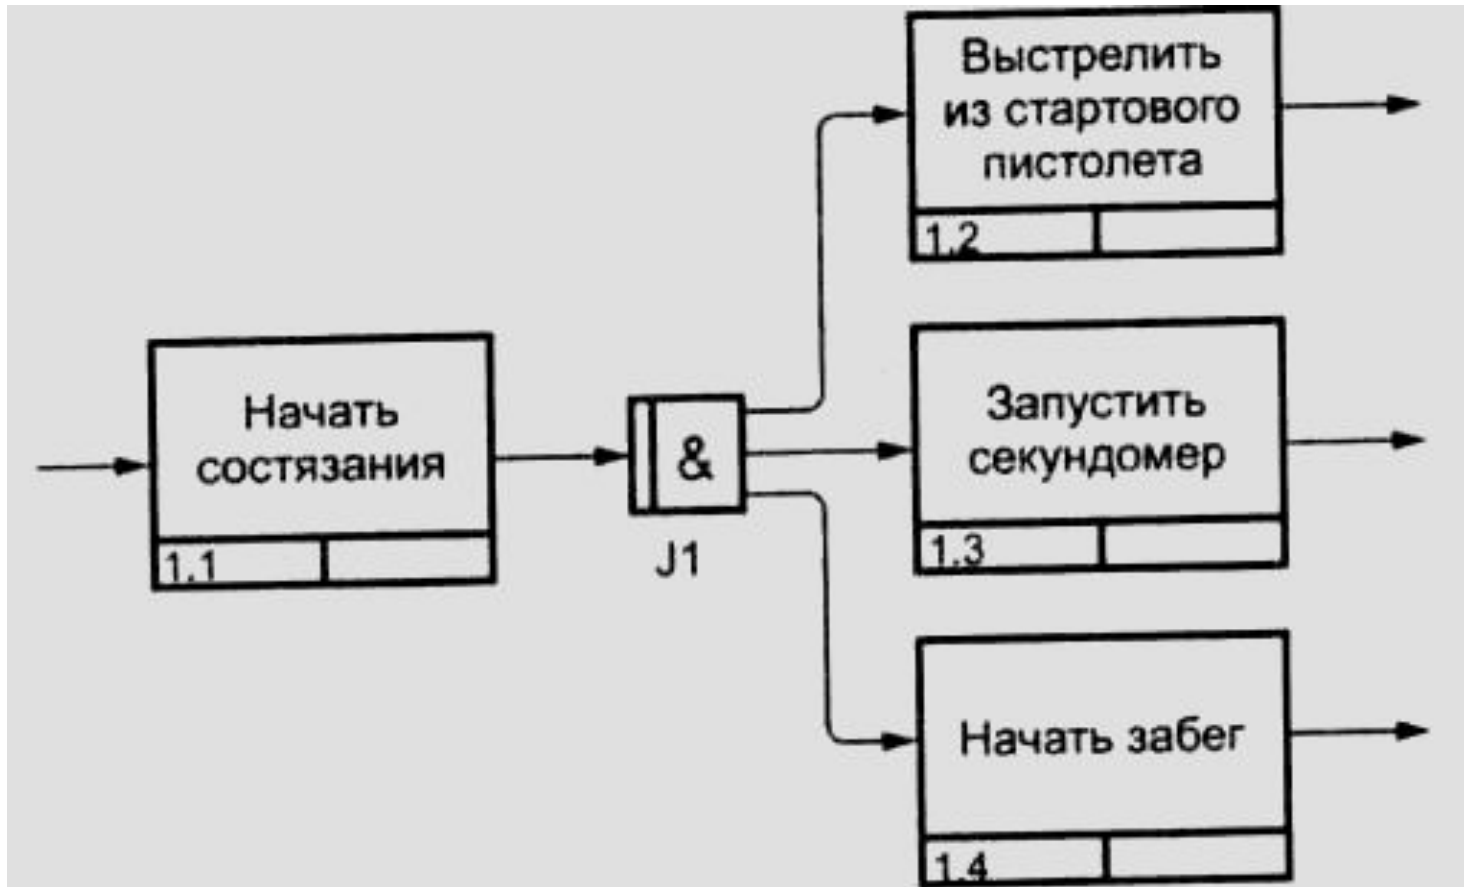 Выстрелить
из стартового
пистолета
1.2
Начать
состязания
1.1
&
J1
Запустить
секундомер
1.3
Начать забег
1.4